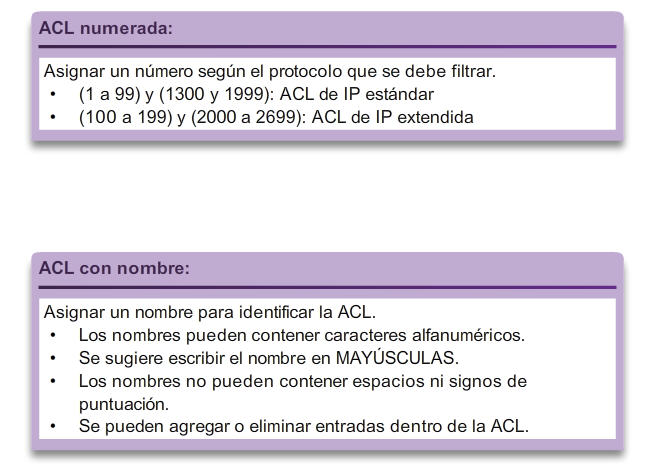 ACL numerada:
Asignar un número según el protocolo que se debe filtrar.
• (1 a 99) y (1300 y 1999): ACL de IP estándar
• (100 a 199) y (2000 a 2699): ACL de IP extendida
ACL con nombre:
Asignar un nombre para identificar la ACL.
• Los nombres pueden contener caracteres alfanuméricos.
• Se sugiere escribir el nombre en MAYÚSCULAS.
• Los nombres no pueden contener espacios ni signos de
puntuación.
• Se pueden agregar o eliminar entradas dentro de la ACL.